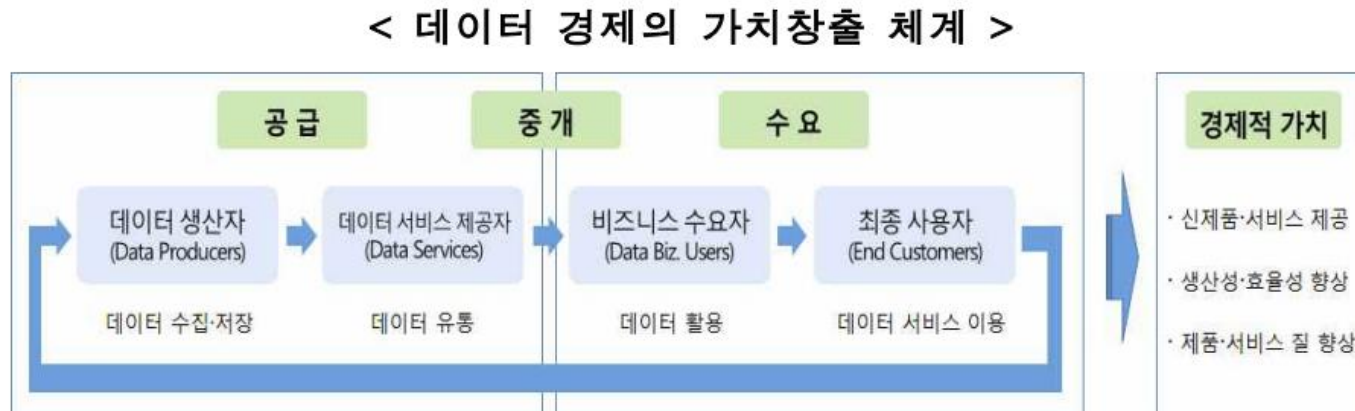 < 데이터 경제의 가치창출 체계 >
공 급
중 개
수 요
경제적 가치
데이터 생산자
(Data Producers)
데이터 서비스 제공자
(Data Services)
비즈니스 수요자
(Data Biz. Users)
최종 사용자
(End Customers)
데이터 수집·저장
데이터 유통
데이터 활용
데이터 서비스 이용
· 신제품·서비스 제공
· 생산성·효율성 향상
· 제품·서비스 질 향상